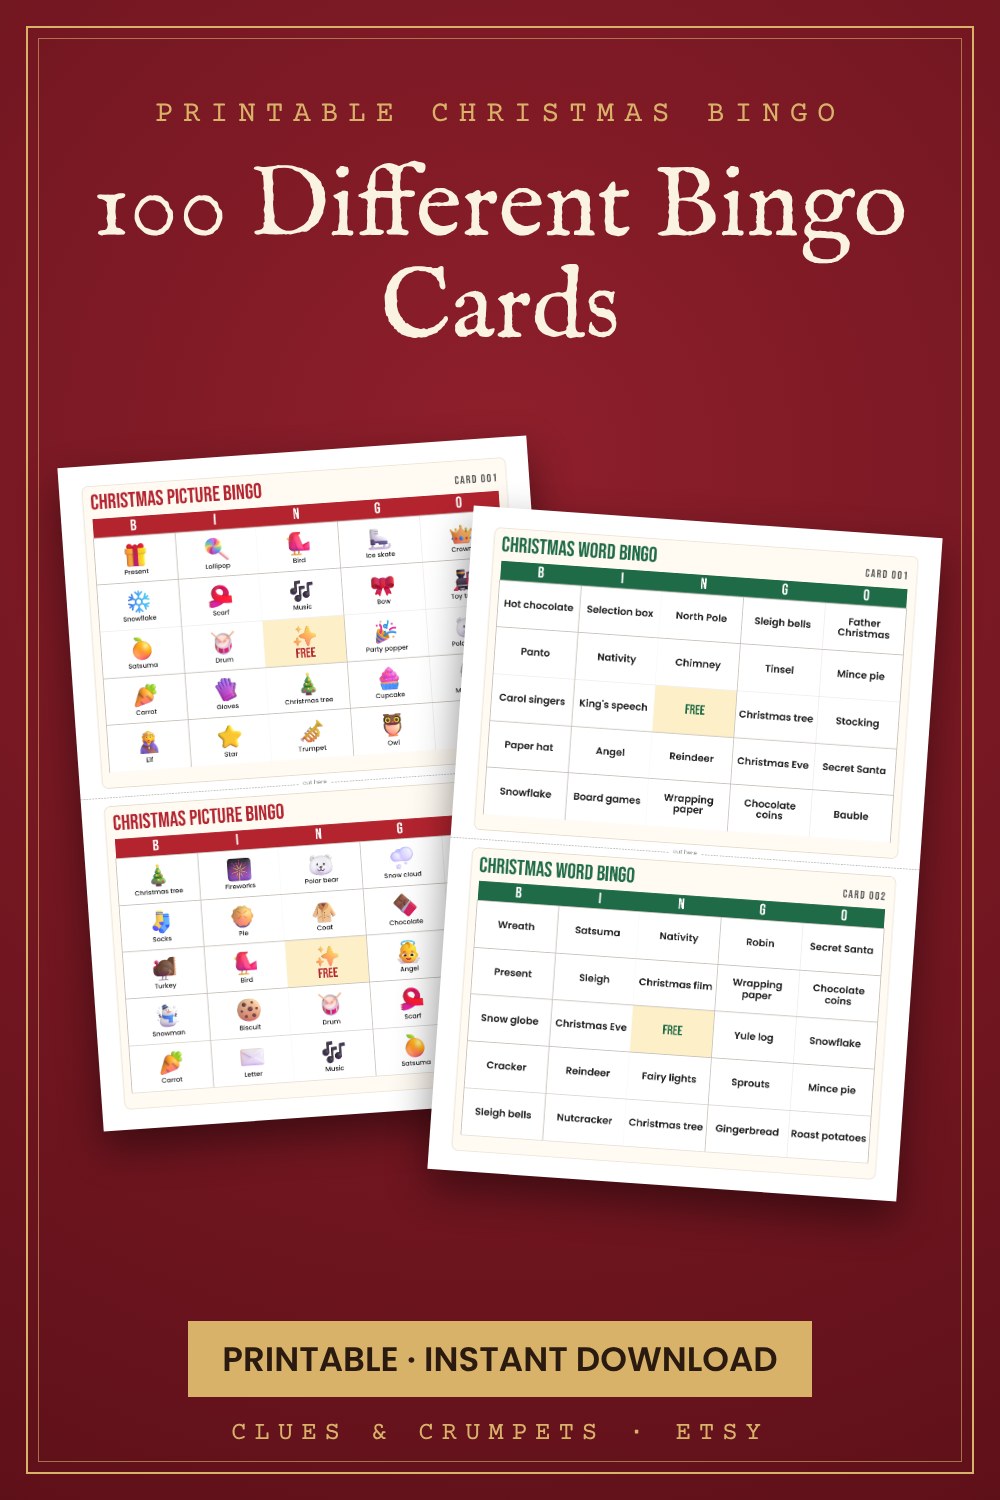 PRINTABLE CHRISTMAS BINGO
100 Different Bingo
Cards
CHRISTMAS PICTURE BINGO
CARD 001
B I N G O
Present Lollipop Bird Ice skate Crown
Snowflake Scarf Music Bow
Satsuma Drum FREE Party popper
Carrot Gloves Christmas tree Cupcake
Elf Star Trumpet Owl
cut here
CHRISTMAS PICTURE BINGO
B I N G
Christmas tree Fireworks Polar bear Snow cloud
Socks Pie Coat Chocolate
Turkey Bird FREE Angel
Snowman Biscuit Drum Scarf
Carrot Letter Music Satsuma
CHRISTMAS WORD BINGO
CARD 001
B I N G O
Hot chocolate Selection box North Pole Sleigh bells Father
Christmas
Panto Nativity Chimney Tinsel Mince pie
Carol singers King's speech FREE Christmas tree Stocking
Paper hat Angel Reindeer Christmas Eve Secret Santa
Snowflake Board games Wrapping
paper Chocolate
coins Bauble
cut here
CHRISTMAS WORD BINGO
CARD 002
B I N G O
Wreath Satsuma Nativity Robin Secret Santa
Present Sleigh Christmas film Wrapping
paper Chocolate
coins
Snow globe Christmas Eve FREE Yule log Snowflake
Cracker Reindeer Fairy lights Sprouts Mince pie
Sleigh bells Nutcracker Christmas tree Gingerbread Roast potatoes
PRINTABLE · INSTANT DOWNLOAD
CLUES & CRUMPETS · ETSY